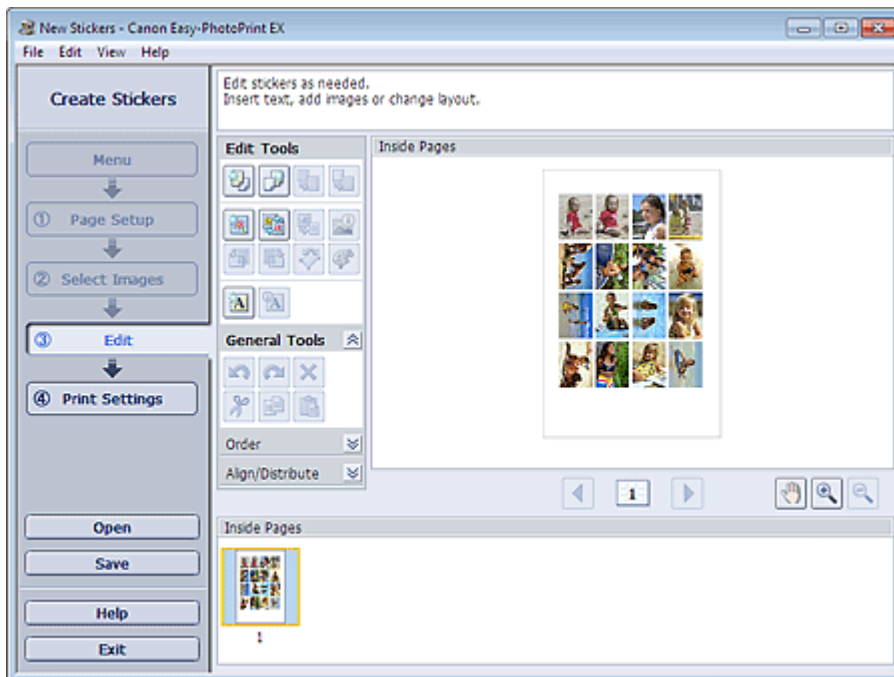 New Stickers - Canon Easy-PhotoPrint EX
File Edit View Help
Create Stickers
Menu
① Page Setup
② Select Images
③ Edit
④ Print Settings
Open
Save
Help
Exit
Edit stickers as needed.
Insert text, add images or change layout.
Edit Tools
A A
General Tools
Order
Align/Distribute
Inside Pages
1
Inside Pages
1